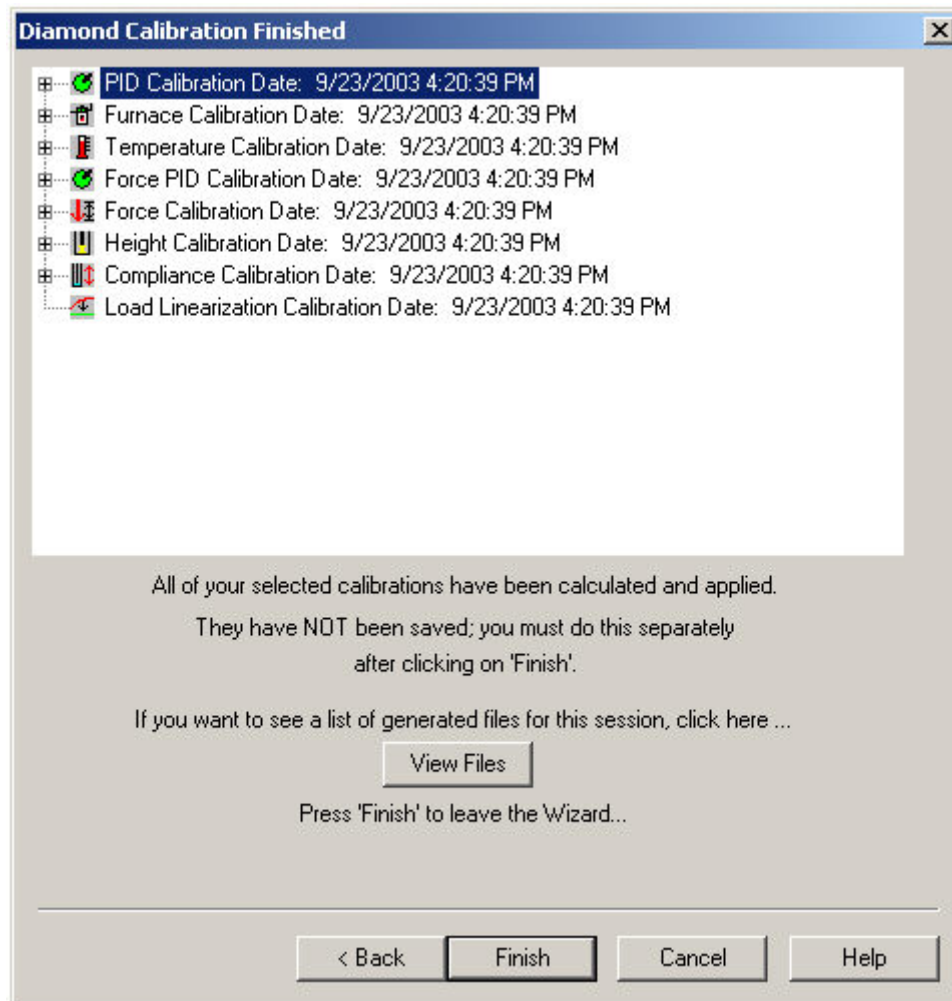 Diamond Calibration Finished
PID Calibration Date: 9/23/2003 4:20:39 PM
Furnace Calibration Date: 9/23/2003 4:20:39 PM
Temperature Calibration Date: 9/23/2003 4:20:39 PM
Force PID Calibration Date: 9/23/2003 4:20:39 PM
Force Calibration Date: 9/23/2003 4:20:39 PM
Height Calibration Date: 9/23/2003 4:20:39 PM
Compliance Calibration Date: 9/23/2003 4:20:39 PM
Load Linearization Calibration Date: 9/23/2003 4:20:39 PM
All of your selected calibrations have been calculated and applied.
They have NOT been saved; you must do this separately
after clicking on 'Finish'.
If you want to see a list of generated files for this session, click here ...
View Files
Press 'Finish' to leave the Wizard...
< Back Finish Cancel Help